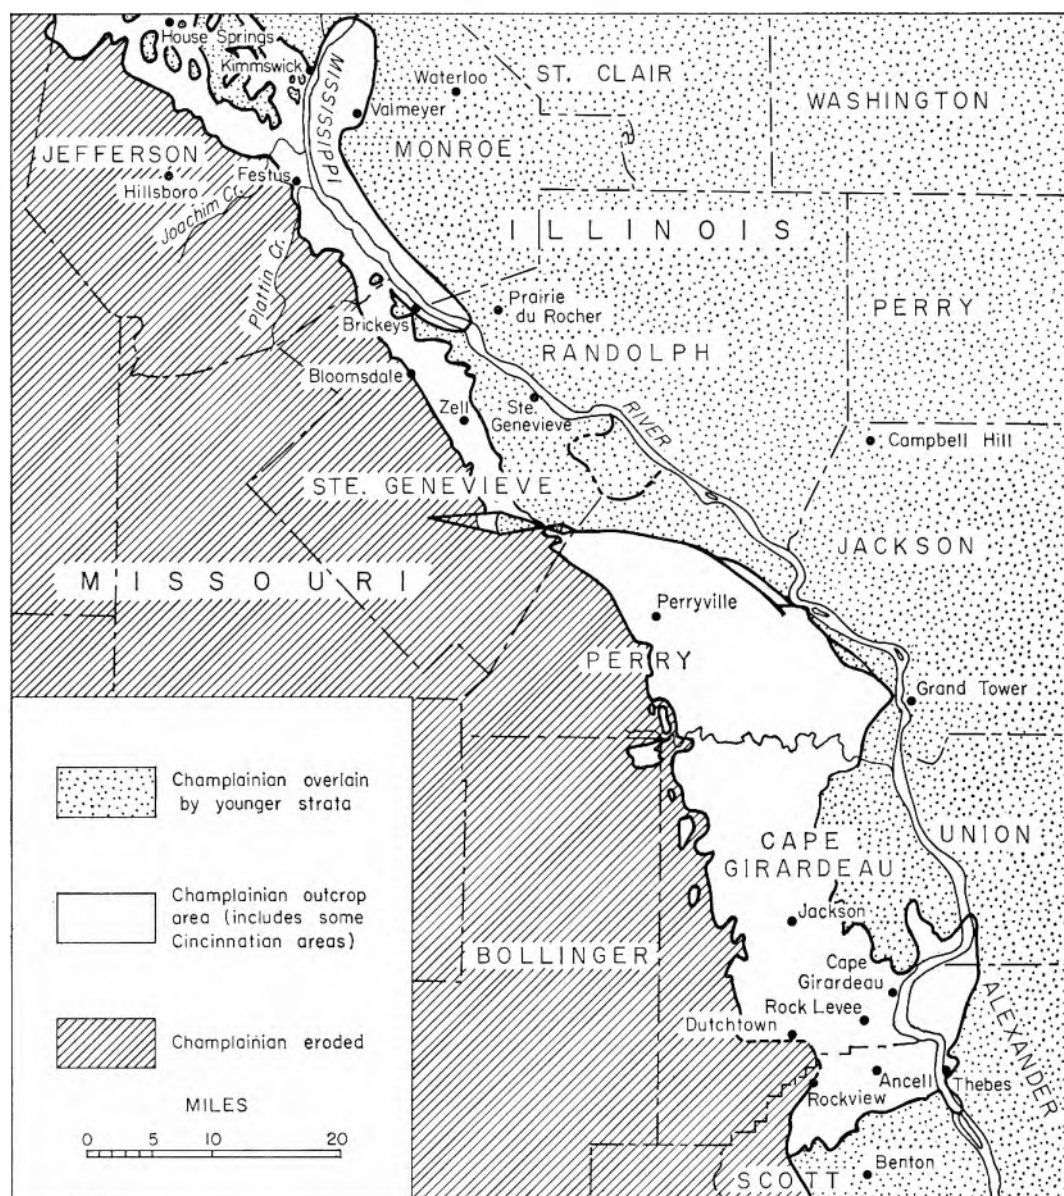 House Springs
Kimmswick
MISSISSIPPI
Waterloo
ST. CLAIR
WASHINGTON
Valmeyer
MONROE
JEFFERSON
Hillsboro
Festus
Joachim Cr.
Plattin Cr.
ILLINOIS
PERRY
Prairie
du Rocher
Brickeys
RANDOLPH
Bloomsdale
Zell
Ste.
Genevieve
RIVER
Campbell Hill
STE. GENEVIEVE
JACKSON
MISSOURI
Perryville
PERRY
Grand Tower
Champlainian overlain
by younger strata
UNION
CAPE
GIRARDEAU
Champlainian outcrop
area (includes some
Cincinnatian areas)
Jackson
BOLLINGER
Cape
Girardeau
ALEXANDER
Rock Levee
Dutchtown
Champlainian eroded
Ancell
Thebes
Rockview
MILES
0 5 10 20
Benton
SCOTT